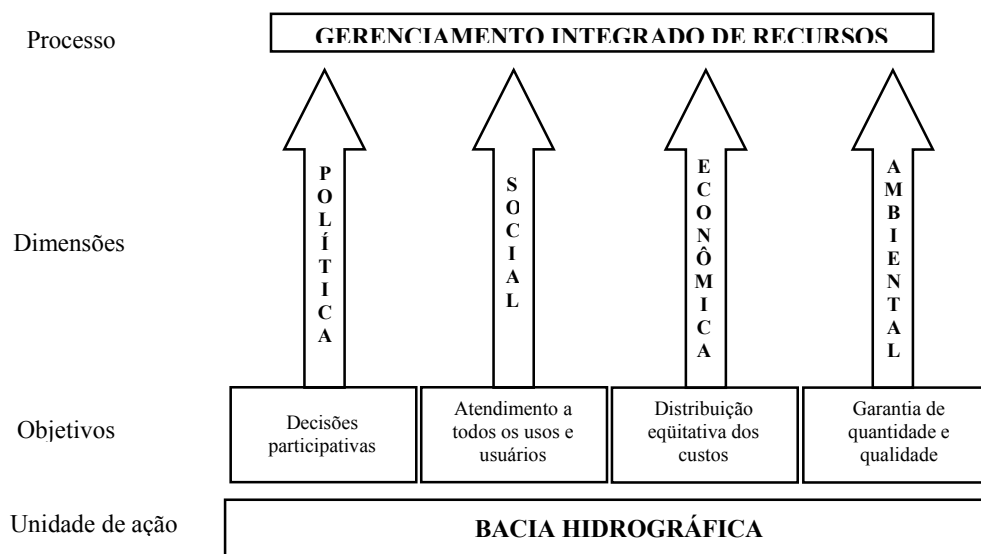 Processo
GERENCIAMENTO INTEGRADO DE RECURSOS
Dimensões
POLÍTICA
SOCIAL
ECONÔMICA
AMBIENTAL
Objetivos
Decisões
participativas
Atendimento a
todos os usos e
usuários
Distribuição
eqüitativa dos
custos
Garantia de
quantidade e
qualidade
Unidade de ação
BACIA HIDROGRÁFICA